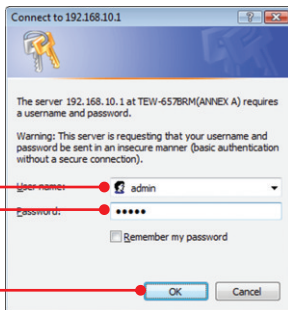 Connect to 192.168.10.1
The server 192.168.10.1 at TEW-657BRM(ANNEX A) requires
a username and password.
Warning: This server is requesting that your username and
password be sent in an insecure manner (basic authentication
without a secure connection).
User name:
admin
Password:
•••••
Remember my password
OK
Cancel